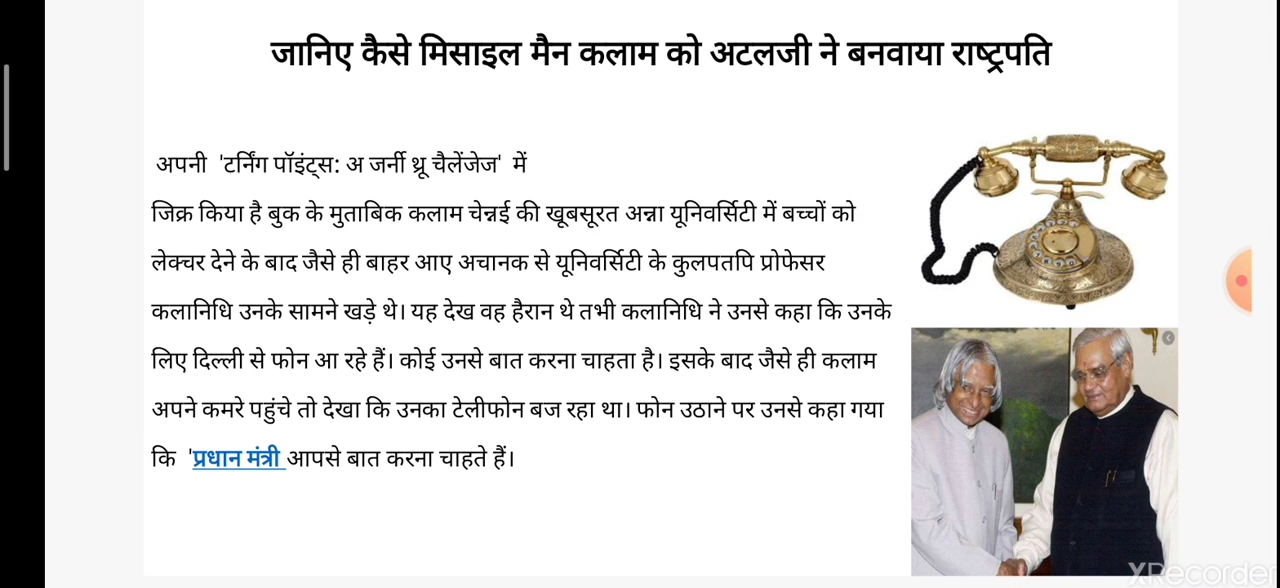 जानिए कैसे मिसाइल मैन कलाम को अटलजी ने बनवाया राष्ट्रपति
अपनी 'टर्निंग पॉइंट्स: अ जर्नी थ्रू चैलेंजेज' में
जिक्र किया है बुक के मुताबिक कलाम चेन्नई की खूबसूरत अन्ना यूनिवर्सिटी में बच्चों को
लेक्चर देने के बाद जैसे ही बाहर आए अचानक से यूनिवर्सिटी के कुलपतपि प्रोफेसर
कलानिधि उनके सामने खड़े थे। यह देख वह हैरान थे तभी कलानिधि ने उनसे कहा कि उनके
लिए दिल्ली से फोन आ रहे हैं। कोई उनसे बात करना चाहता है। इसके बाद जैसे ही कलाम
अपने कमरे पहुंचे तो देखा कि उनका टेलीफोन बज रहा था। फोन उठाने पर उनसे कहा गया
कि 'प्रधान मंत्री आपसे बात करना चाहते हैं।
XRecorder